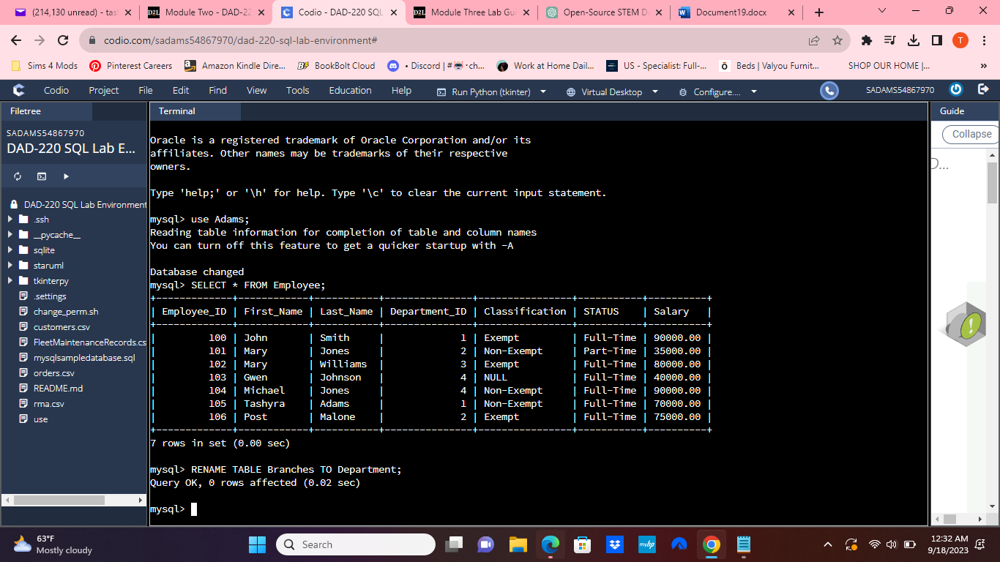 (214,130 unread) - tas
Module Two - DAD-22
Codio - DAD-220 SQL
Module Three Lab Gu
Open-Source STEM D
Document19.docx
codio.com/sadams54867970/dad-220-sql-lab-environment#
T
Sims 4 Mods
Pinterest Careers
Amazon Kindle Dire...
BookBolt Cloud
• Discord | #
Work at Home Dail...
US - Specialist: Full-...
Beds | Valyou Furnit...
SHOP OUR HOME |...
Codio Project File Edit Find View Tools Education Help Run Python (tkinter) Virtual Desktop Configure.... SADAMS54867970
Filetree
Terminal
Guide
SADAMS54867970
DAD-220 SQL Lab E...
Collapse
D...
DAD-220 SQL Lab Environment
.ssh
__pycache__
sqlite
staruml
tkinterpy
.settings
change_perm.sh
customers.csv
FleetMaintenanceRecords.cs
mysqlsampledatabase.sql
orders.csv
README.md
rma.csv
use
Oracle is a registered trademark of Oracle Corporation and/or its
affiliates. Other names may be trademarks of their respective
owners.
Type 'help;' or '\h' for help. Type '\c' to clear the current input statement.
mysql> use Adams;
Reading table information for completion of table and column names
You can turn off this feature to get a quicker startup with -A
Database changed
mysql> SELECT * FROM Employee;
+-------------+------------+-----------+---------------+----------------+-----------+----------+
| Employee_ID | First_Name | Last_Name | Department_ID | Classification | STATUS    | Salary   |
+-------------+------------+-----------+---------------+----------------+-----------+----------+
|         100 | John       | Smith     |             1 | Exempt         | Full-Time | 90000.00 |
|         101 | Mary       | Jones     |             2 | Non-Exempt     | Part-Time | 35000.00 |
|         102 | Mary       | Williams  |             3 | Exempt         | Full-Time | 80000.00 |
|         103 | Gwen       | Johnson   |             4 | NULL           | Full-Time | 40000.00 |
|         104 | Michael    | Jones     |             4 | Non-Exempt     | Full-Time | 90000.00 |
|         105 | Tashyra    | Adams     |             1 | Non-Exempt     | Full-Time | 70000.00 |
|         106 | Post       | Malone    |             2 | Exempt         | Full-Time | 75000.00 |
+-------------+------------+-----------+---------------+----------------+-----------+----------+
7 rows in set (0.00 sec)
mysql> RENAME TABLE Branches TO Department;
Query OK, 0 rows affected (0.02 sec)
mysql>
63°F
Mostly cloudy
Search
12:32 AM
9/18/2023